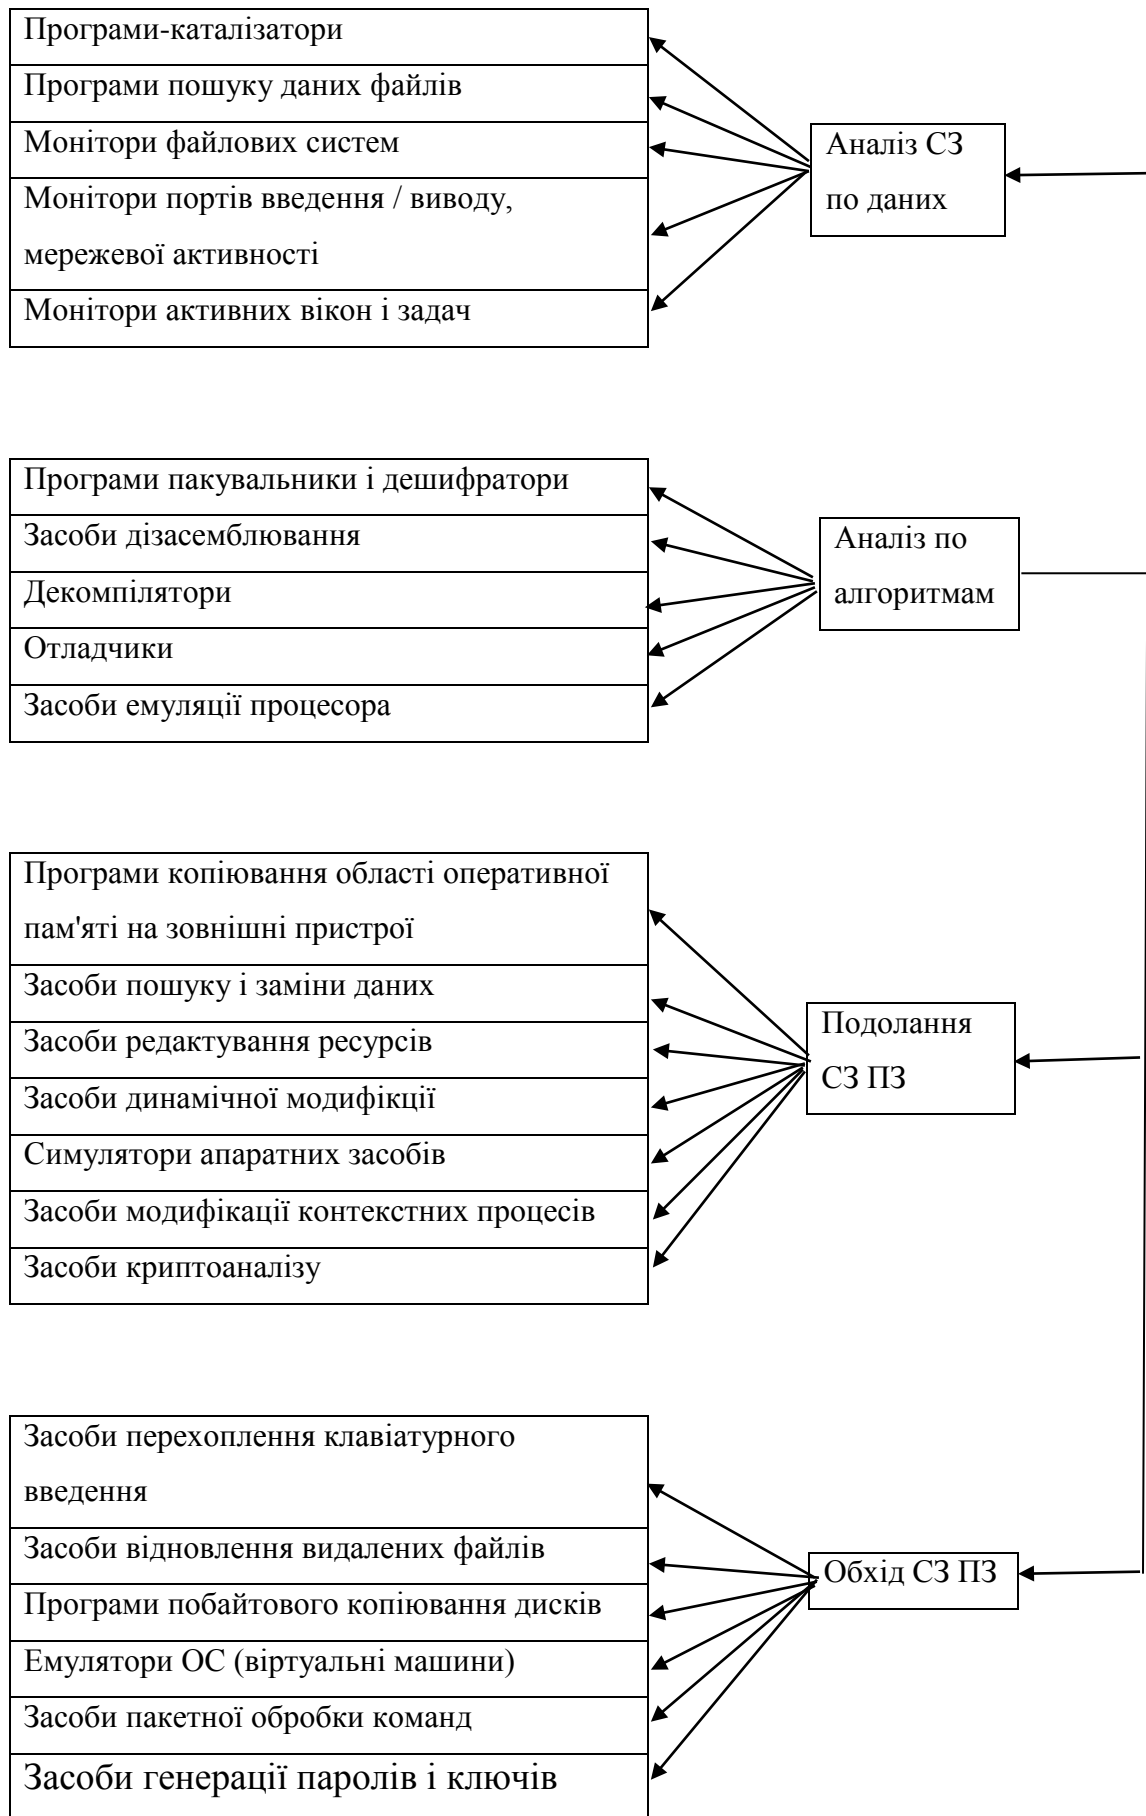 Програми-каталізатори
Програми пошуку даних файлів
Монітори файлових систем
Монітори портів введення / виводу,
мережевої активності
Монітори активних вікон і задач
Аналіз СЗ
по даних
Програми пакувальники і дешифратори
Засоби дізасемблювання
Декомпілятори
Отладчики
Засоби емуляції процесора
Аналіз по
алгоритмам
Програми копіювання області оперативної
пам'яті на зовнішні пристрої
Засоби пошуку і заміни даних
Засоби редактування ресурсів
Засоби динамічної модифікції
Симулятори апаратних засобів
Засоби модифікації контекстних процесів
Засоби криптоаналізу
Подолання
СЗ ПЗ
Засоби перехоплення клавіатурного
введення
Засоби відновлення видалених файлів
Програми побайтового копіювання дисків
Емулятори ОС (віртуальні машини)
Засоби пакетної обробки команд
Засоби генерації паролів і ключів
Обхід СЗ ПЗ